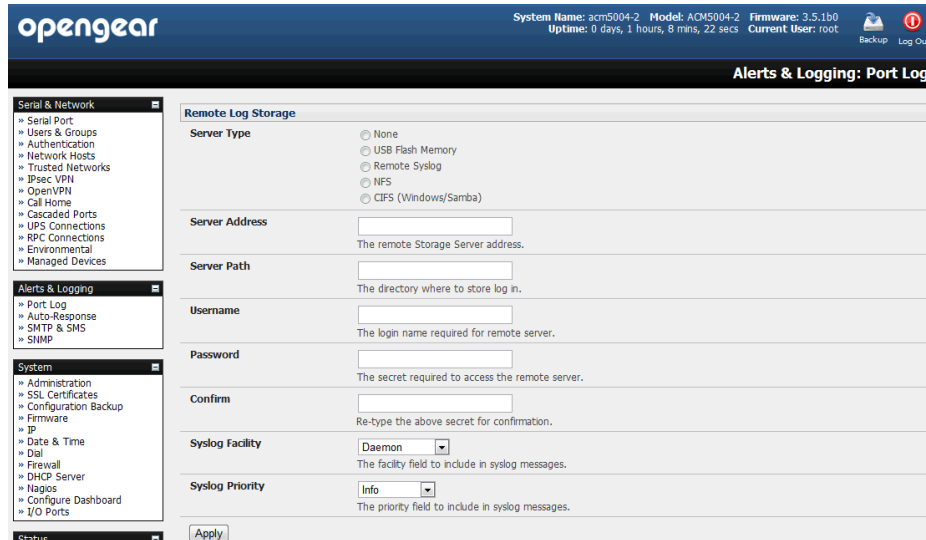 opengear
System Name: acm5004-2 Model: ACM5004-2 Firmware: 3.5.1b0
Uptime: 0 days, 1 hours, 8 mins, 22 secs Current User: root
Backup
Log Ou
Alerts & Logging: Port Log
Serial & Network
» Serial Port
» Users & Groups
» Authentication
» Network Hosts
» Trusted Networks
» IPsec VPN
» OpenVPN
» Call Home
» Cascaded Ports
» UPS Connections
» RPC Connections
» Environmental
» Managed Devices
Alerts & Logging
» Port Log
» Auto-Response
» SMTP & SMS
» SNMP
System
» Administration
» SSL Certificates
» Configuration Backup
» Firmware
» IP
» Date & Time
» Dial
» Firewall
» DHCP Server
» Nagios
» Configure Dashboard
» I/O Ports
Status
Remote Log Storage
Server Type
None
USB Flash Memory
Remote Syslog
NFS
CIFS (Windows/Samba)
Server Address
The remote Storage Server address.
Server Path
The directory where to store log in.
Username
The login name required for remote server.
Password
The secret required to access the remote server.
Confirm
Re-type the above secret for confirmation.
Syslog Facility
Daemon
The facility field to include in syslog messages.
Syslog Priority
Info
The priority field to include in syslog messages.
Apply